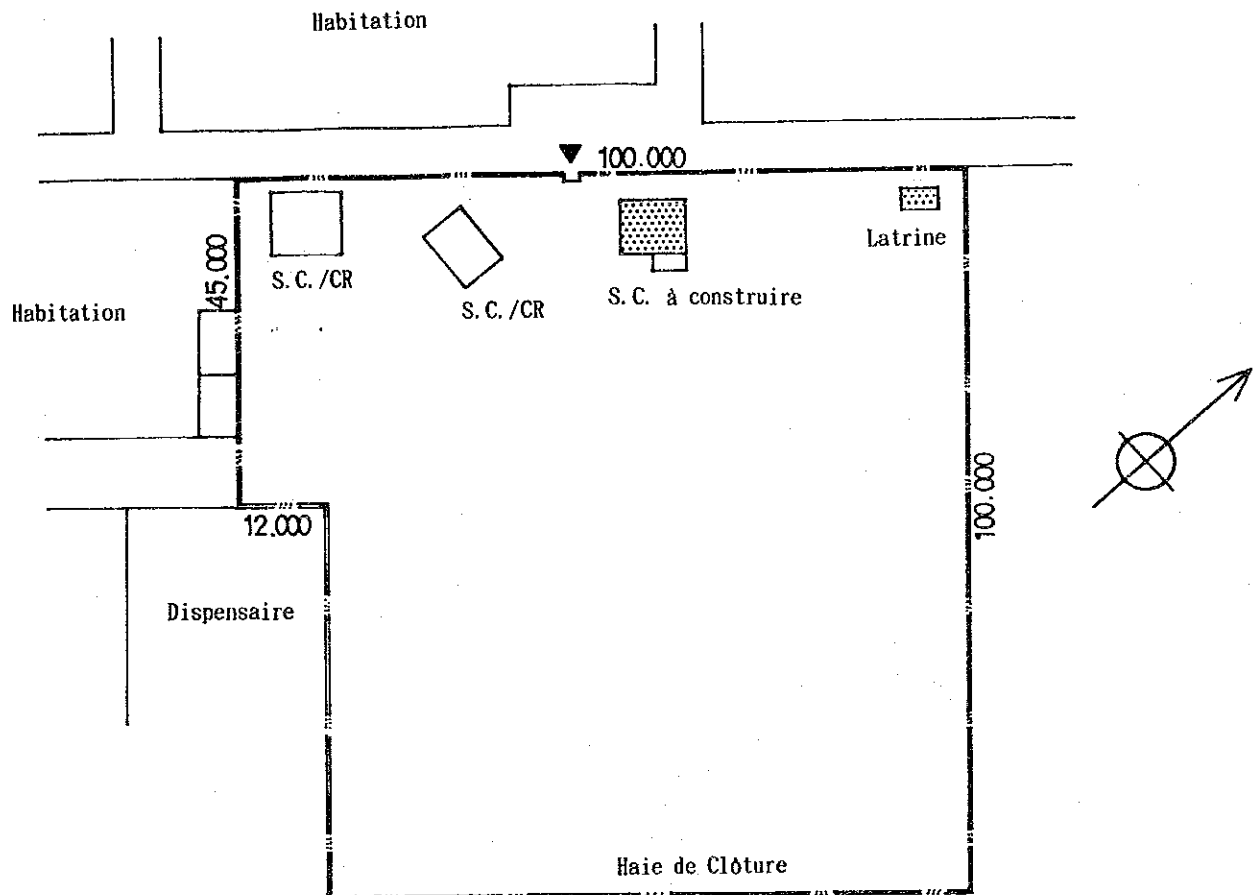 Habitation
100.000
45.000
S.C./CR
S.C./CR
S.C. à construire
Latrine
Habitation
100.000
12.000
Dispensaire
Haie de Clôture